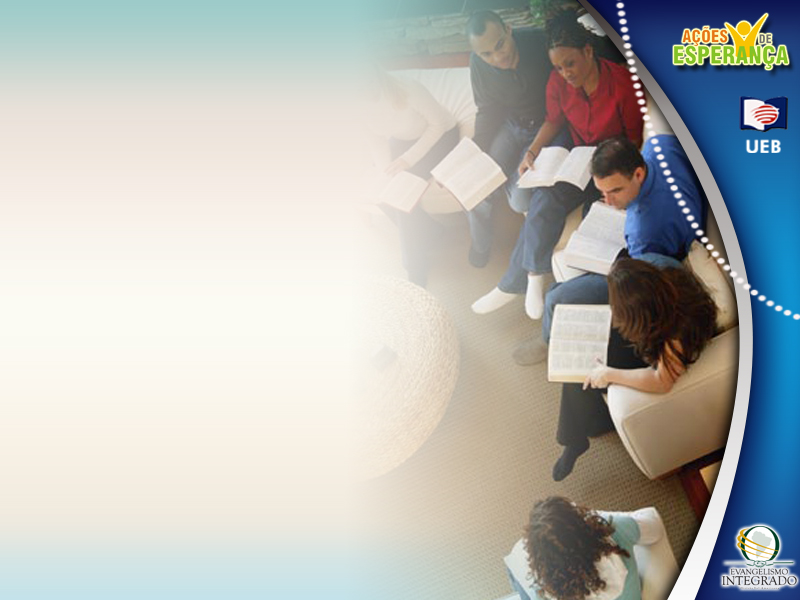 AÇÕES DE
ESPERANÇA
UEB
EVANGELISMO
INTEGRADO